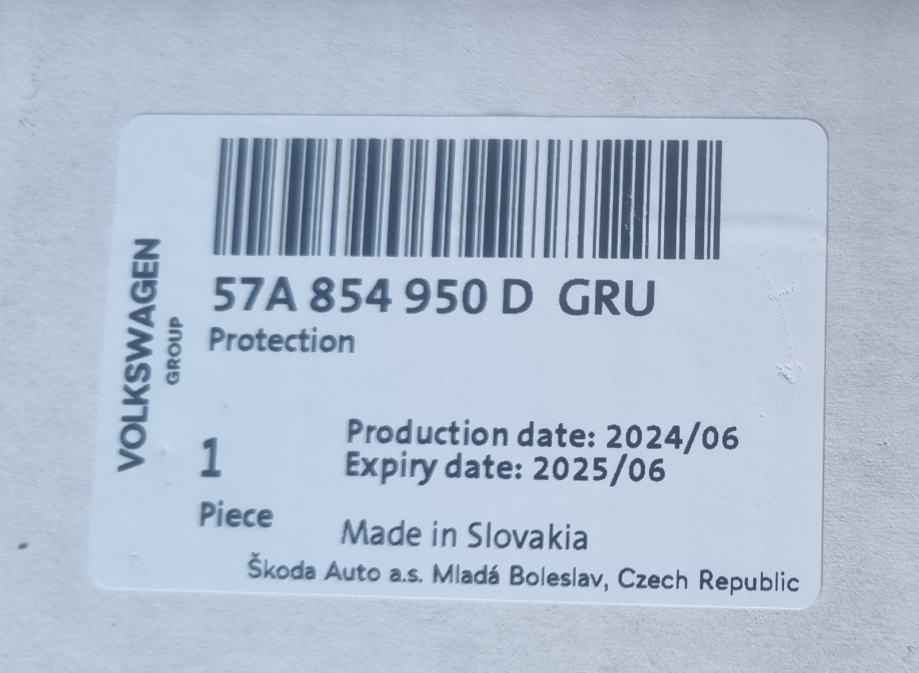 57A 854 950 D GRU
Protection
VOLKSWAGEN
GROUP
1
Piece
Production date: 2024/06
Expiry date: 2025/06
Made in Slovakia
Škoda Auto a.s. Mladá Boleslav, Czech Republic